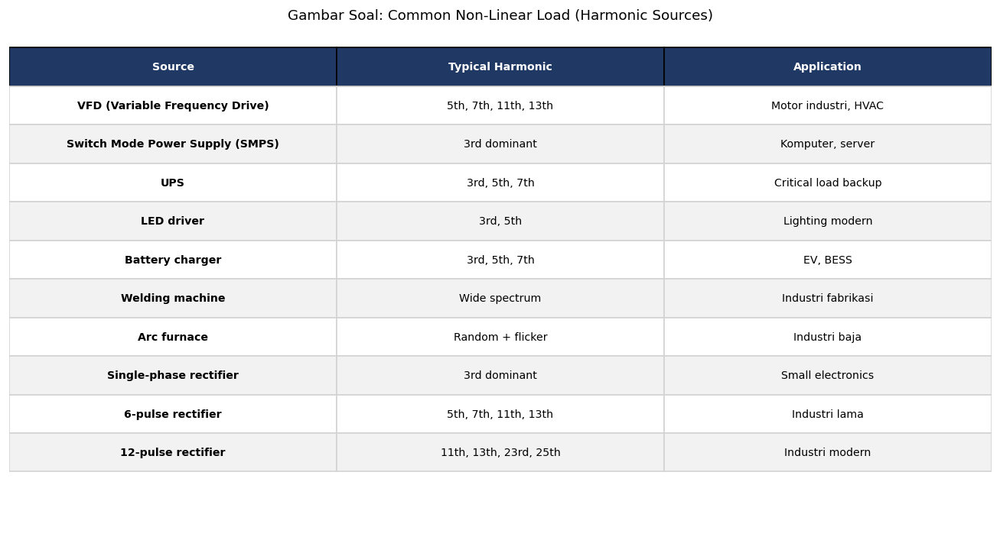 Gambar Soal: Common Non-Linear Load (Harmonic Sources)
Source Typical Harmonic Application
VFD (Variable Frequency Drive) 5th, 7th, 11th, 13th Motor industri, HVAC
Switch Mode Power Supply (SMPS) 3rd dominant Komputer, server
UPS 3rd, 5th, 7th Critical load backup
LED driver 3rd, 5th Lighting modern
Battery charger 3rd, 5th, 7th EV, BESS
Welding machine Wide spectrum Industri fabrikasi
Arc furnace Random + flicker Industri baja
Single-phase rectifier 3rd dominant Small electronics
6-pulse rectifier 5th, 7th, 11th, 13th Industri lama
12-pulse rectifier 11th, 13th, 23rd, 25th Industri modern